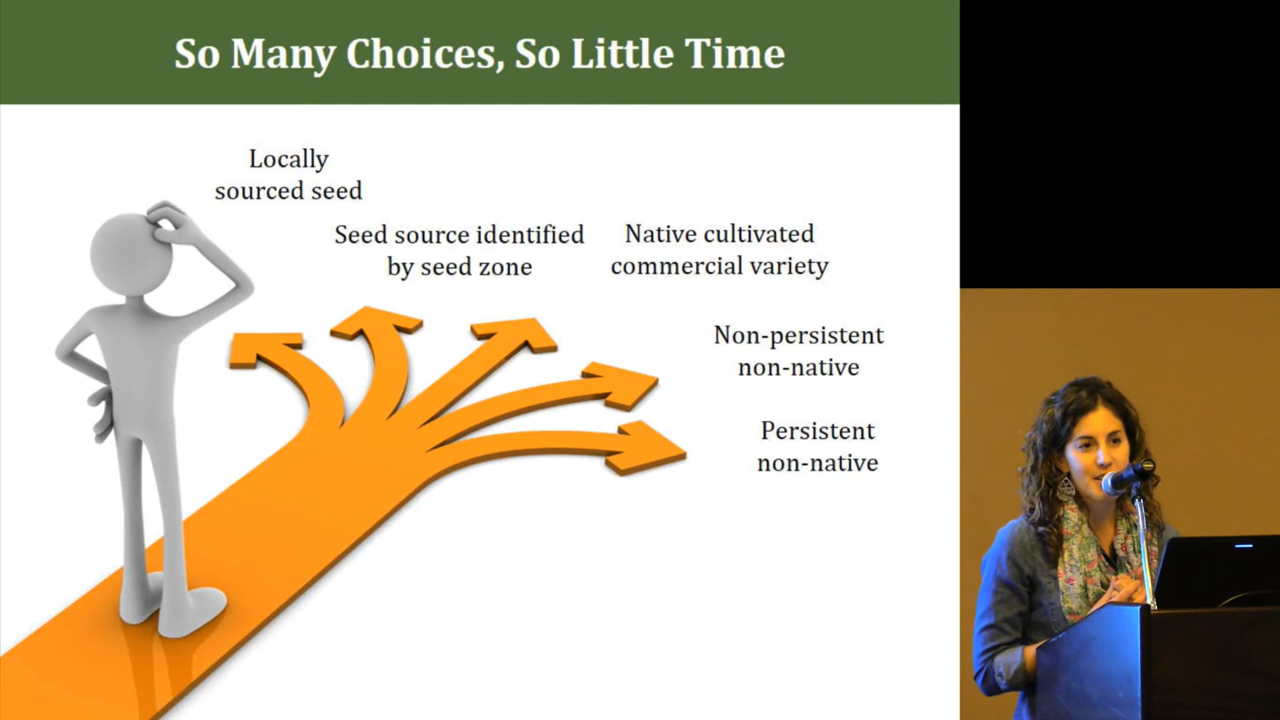 So Many Choices, So Little Time
Locally
sourced seed
Seed source identified
by seed zone
Native cultivated
commercial variety
Non-persistent
non-native
Persistent
non-native